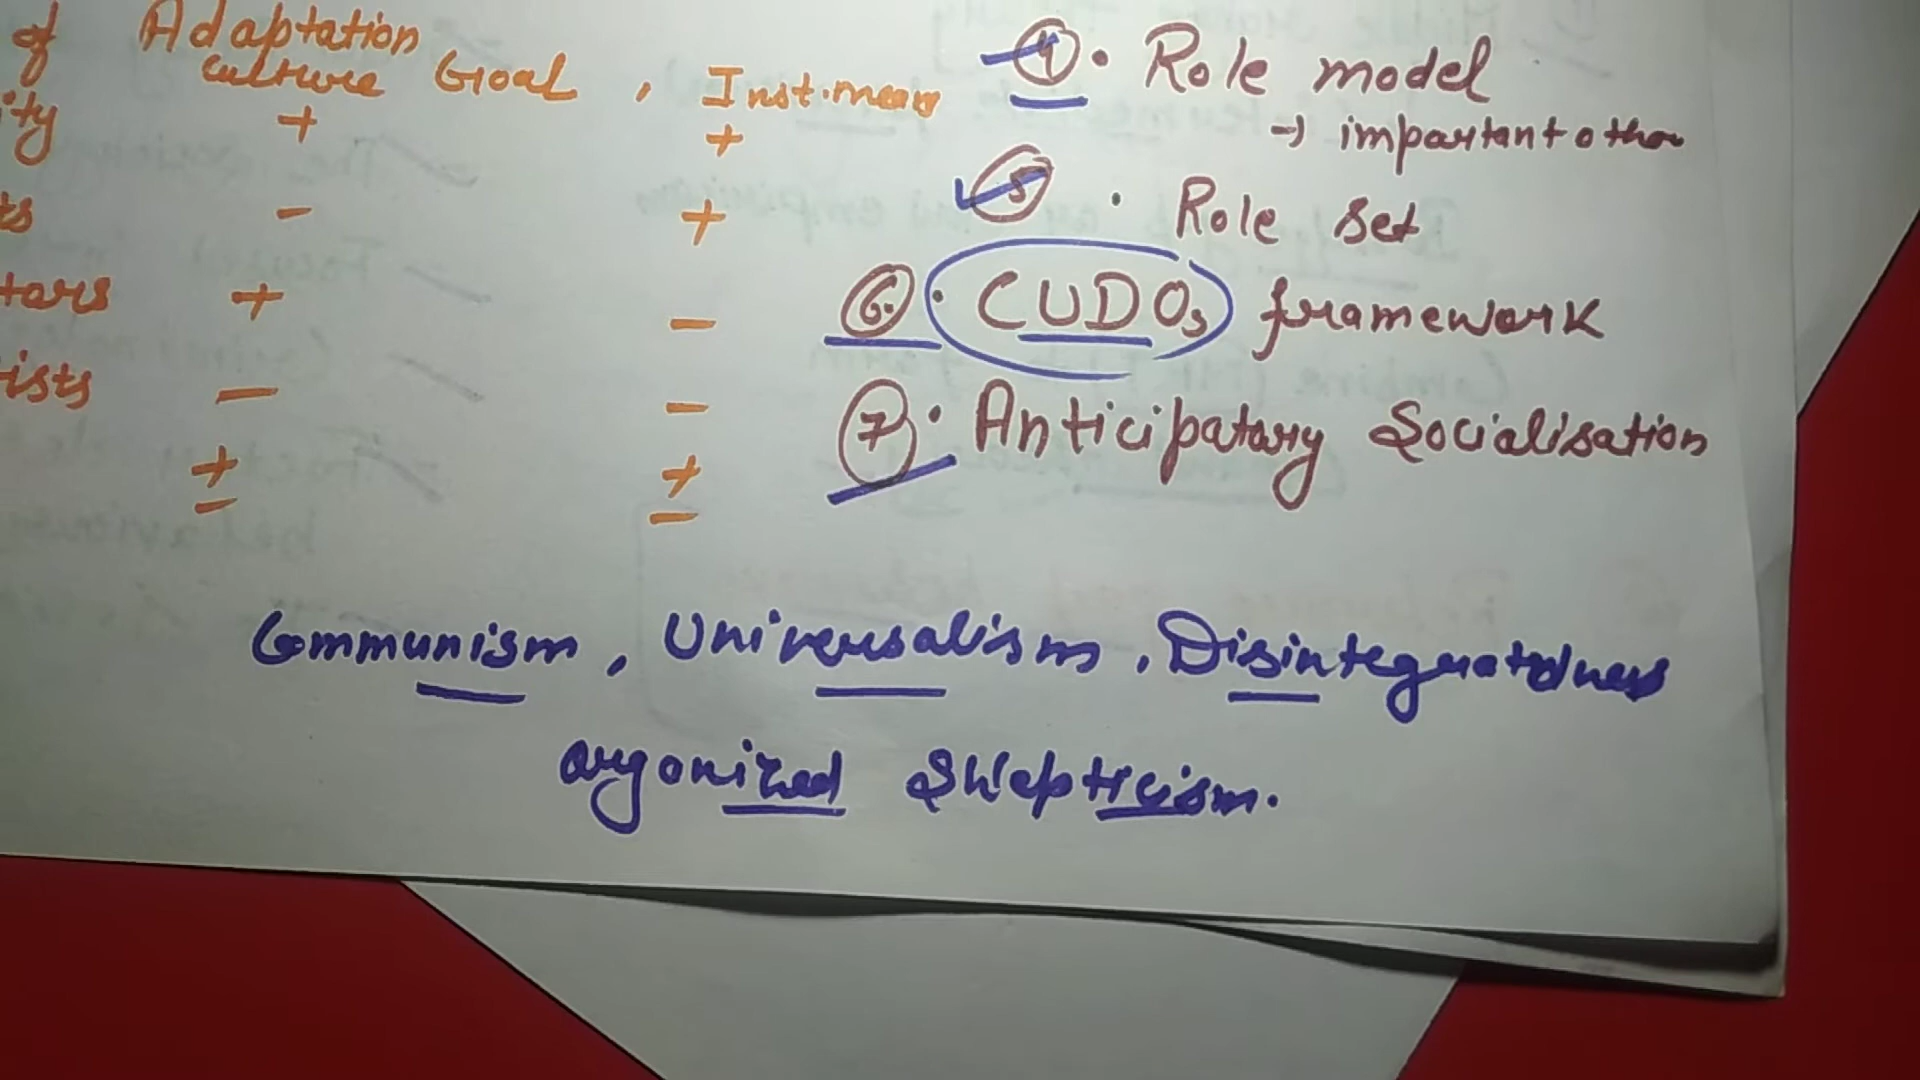 of Adaptation
culture Goal , Inst. means
ity + +
ts - +
tors + -
ists - -
± ±
4. Role model
→ important other
5. Role set
6. CUDOs framework
7. Anticipatory Socialisation
Communism, Universalism, Disintegratedness
organized Skepticism.